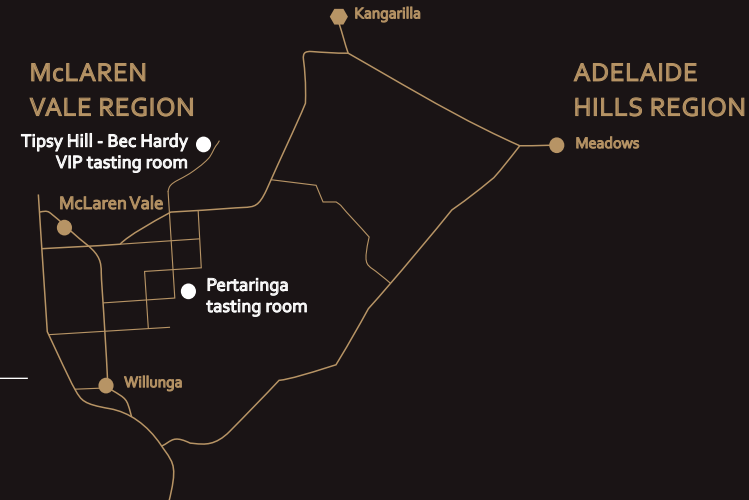 Kangarilla
McLAREN
VALE REGION
ADELAIDE
HILLS REGION
Tipsy Hill - Bec Hardy
VIP tasting room
Meadows
McLaren Vale
Pertaringa
tasting room
Willunga